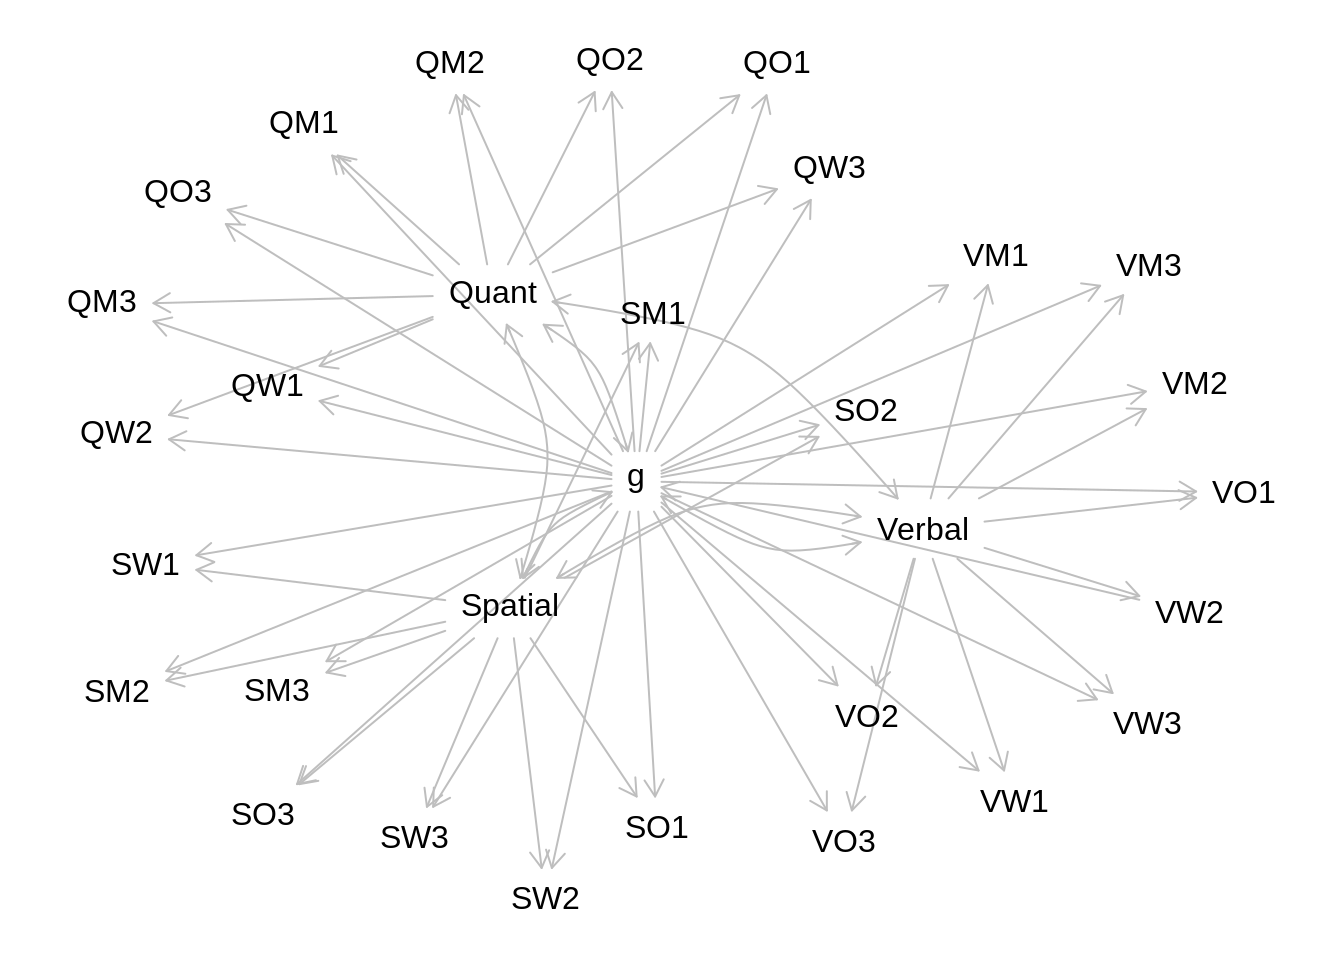 QM2
QO2
QO1
QM1
QW3
QO3
VM1
VM3
Quant
QM3
SM1
QW1
VM2
SO2
QW2
g
VO1
Verbal
SW1
Spatial
VW2
SM2
SM3
VO2
VW3
VW1
SO3
SO1
SW3
VO3
SW2